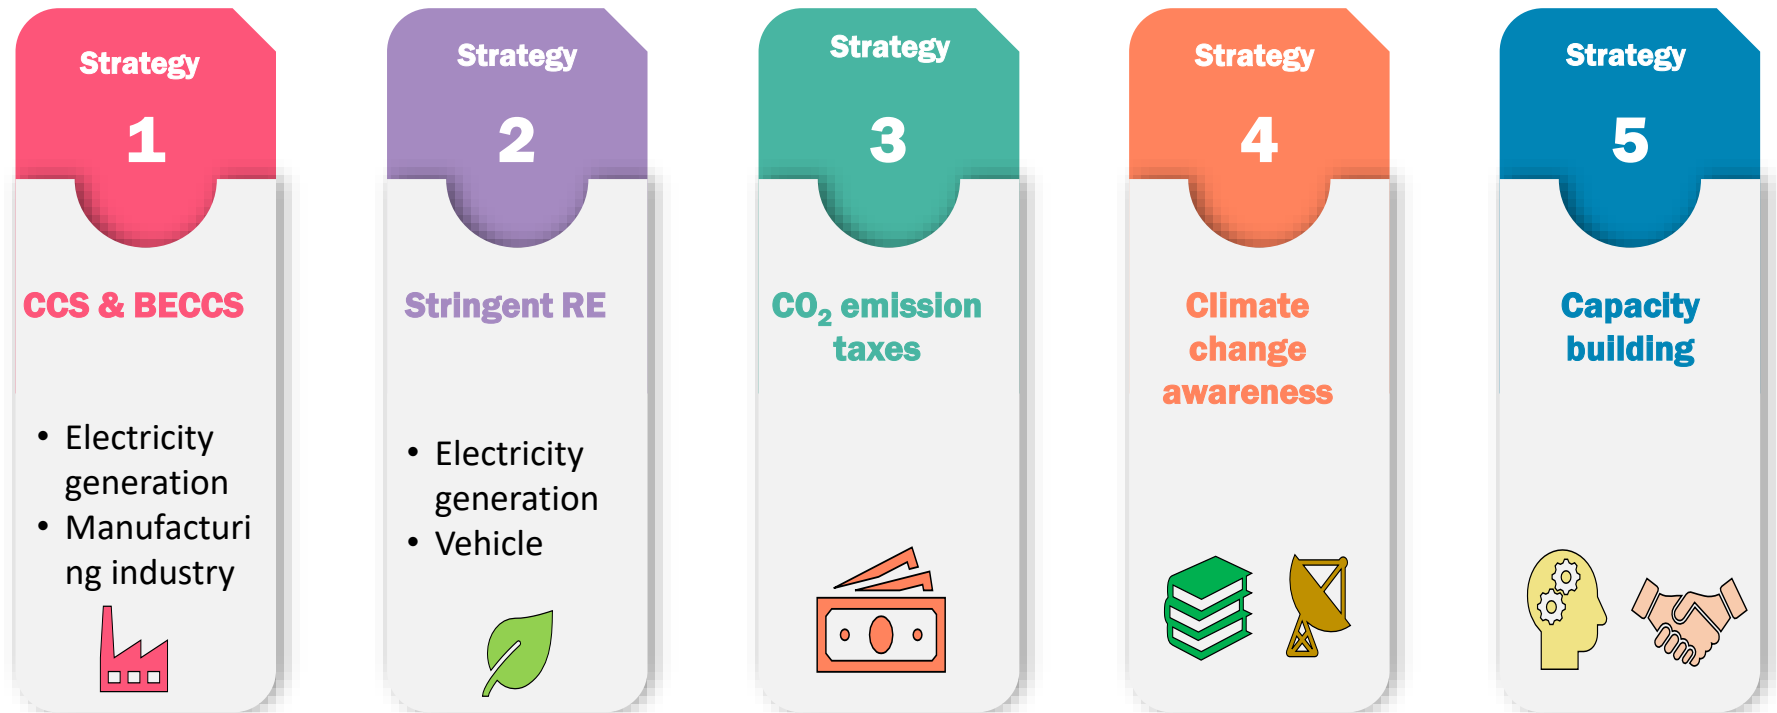 Strategy
1
CCS & BECCS
• Electricity
generation
• Manufacturi
ng industry
Strategy
2
Stringent RE
• Electricity
generation
• Vehicle
Strategy
3
CO₂ emission
taxes
Strategy
4
Climate
change
awareness
Strategy
5
Capacity
building